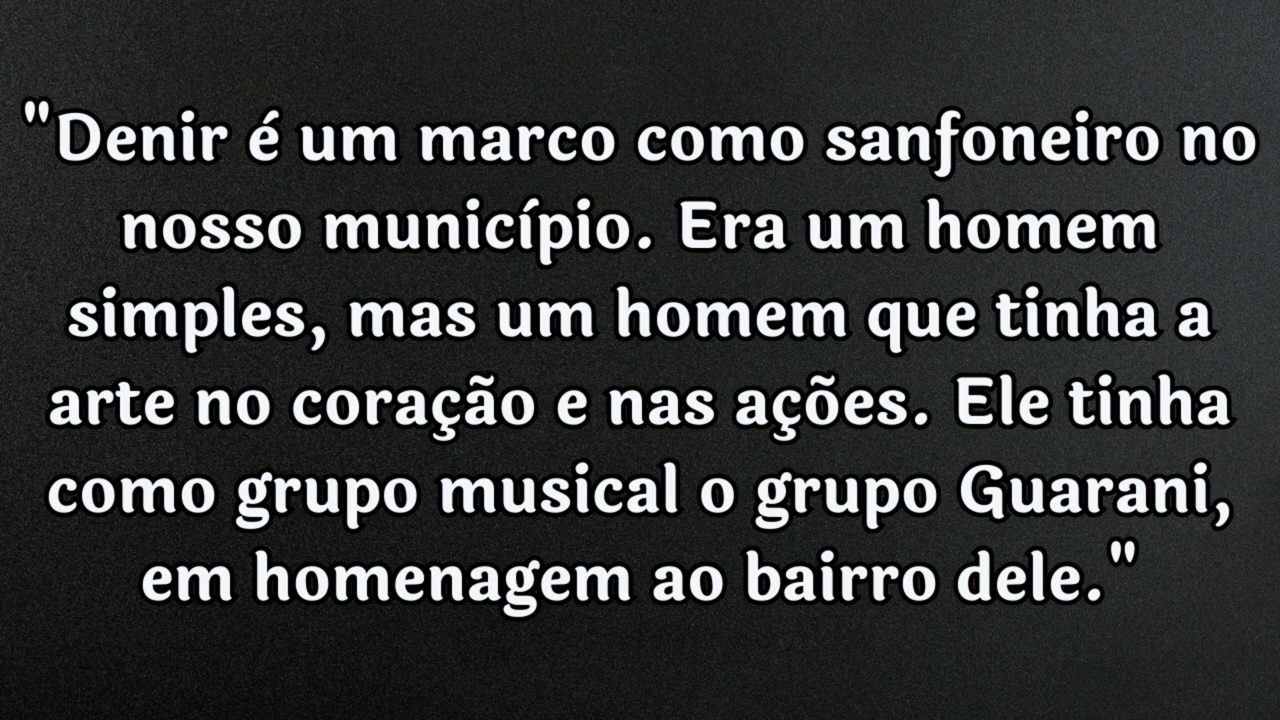 "Denir é um marco como sanfoneiro no
nosso município. Era um homem
simples, mas um homem que tinha a
arte no coração e nas ações. Ele tinha
como grupo musical o grupo Guarani,
em homenagem ao bairro dele."